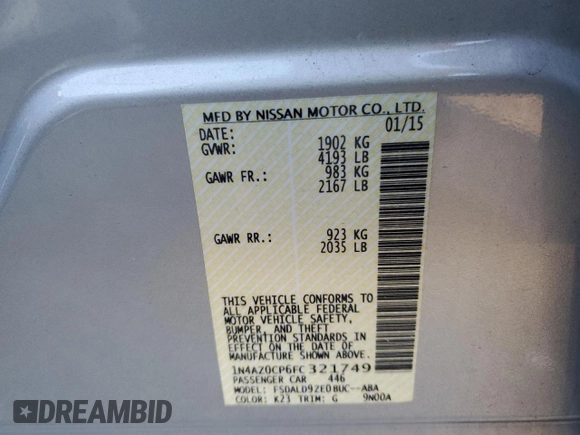 MFD BY NISSAN MOTOR CO., LTD.
DATE: 01/15
GVWR: 1902 KG
4193 LB
GAWR FR.: 983 KG
2167 LB
GAWR RR.: 923 KG
2035 LB
THIS VEHICLE CONFORMS TO
ALL APPLICABLE FEDERAL
MOTOR VEHICLE SAFETY,
BUMPER, AND THEFT
PREVENTION STANDARDS
IN EFFECT ON THE DATE OF
MANUFACTURE SHOWN ABOVE.
1N4AZ0CP6FC321749
PASSENGER CAR 446
MODEL: FSDALD9ZE0BUC--ABA
COLOR: K23 TRIM: G 9N00A
RIDESAFELY
FORMERLY AUTOBIDMASTER